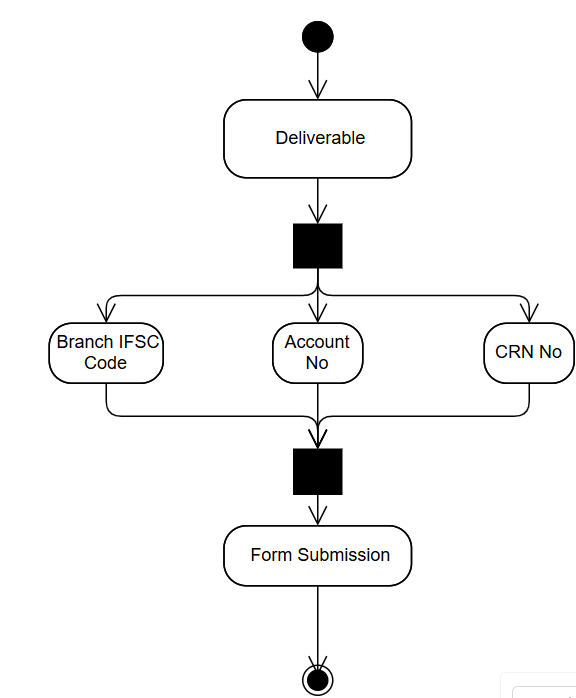 Deliverable
Branch IFSC
Code
Account
No
CRN No
Form Submission